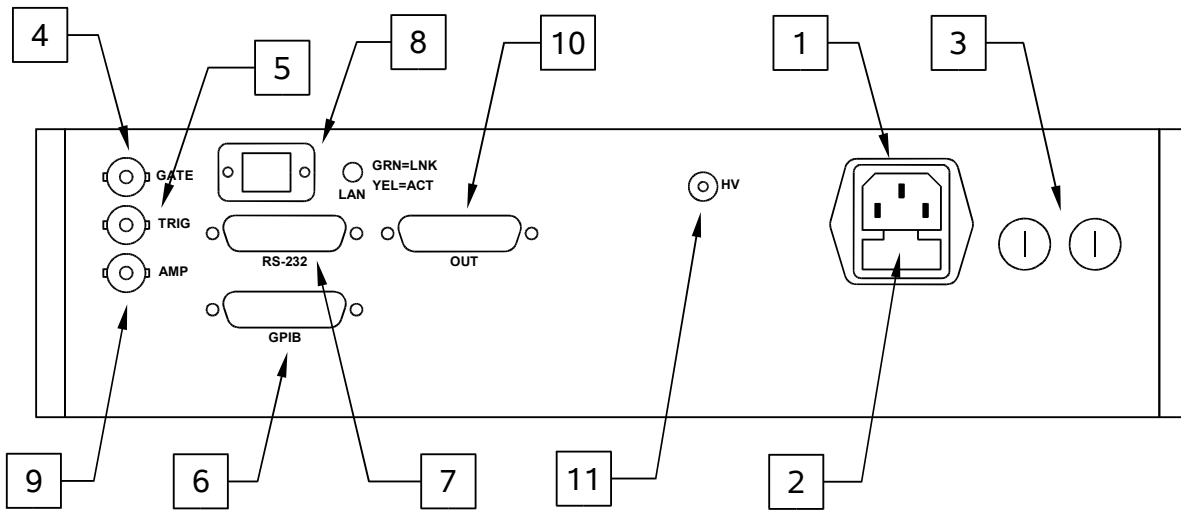 4
5
8
10
1
3
GATE
GRN=LNK
LAN
YEL=ACT
HV
TRIG
RS-232
OUT
AMP
GPIB
9
6
7
11
2